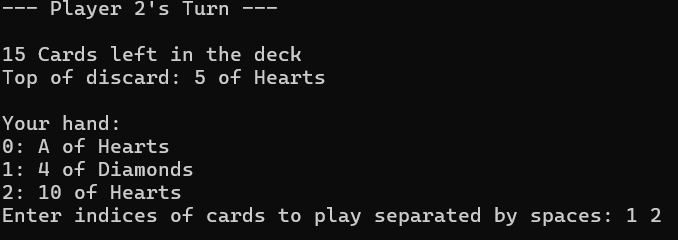 --- Player 2's Turn ---
15 Cards left in the deck
Top of discard: 5 of Hearts
Your hand:
0: A of Hearts
1: 4 of Diamonds
2: 10 of Hearts
Enter indices of cards to play separated by spaces: 1 2